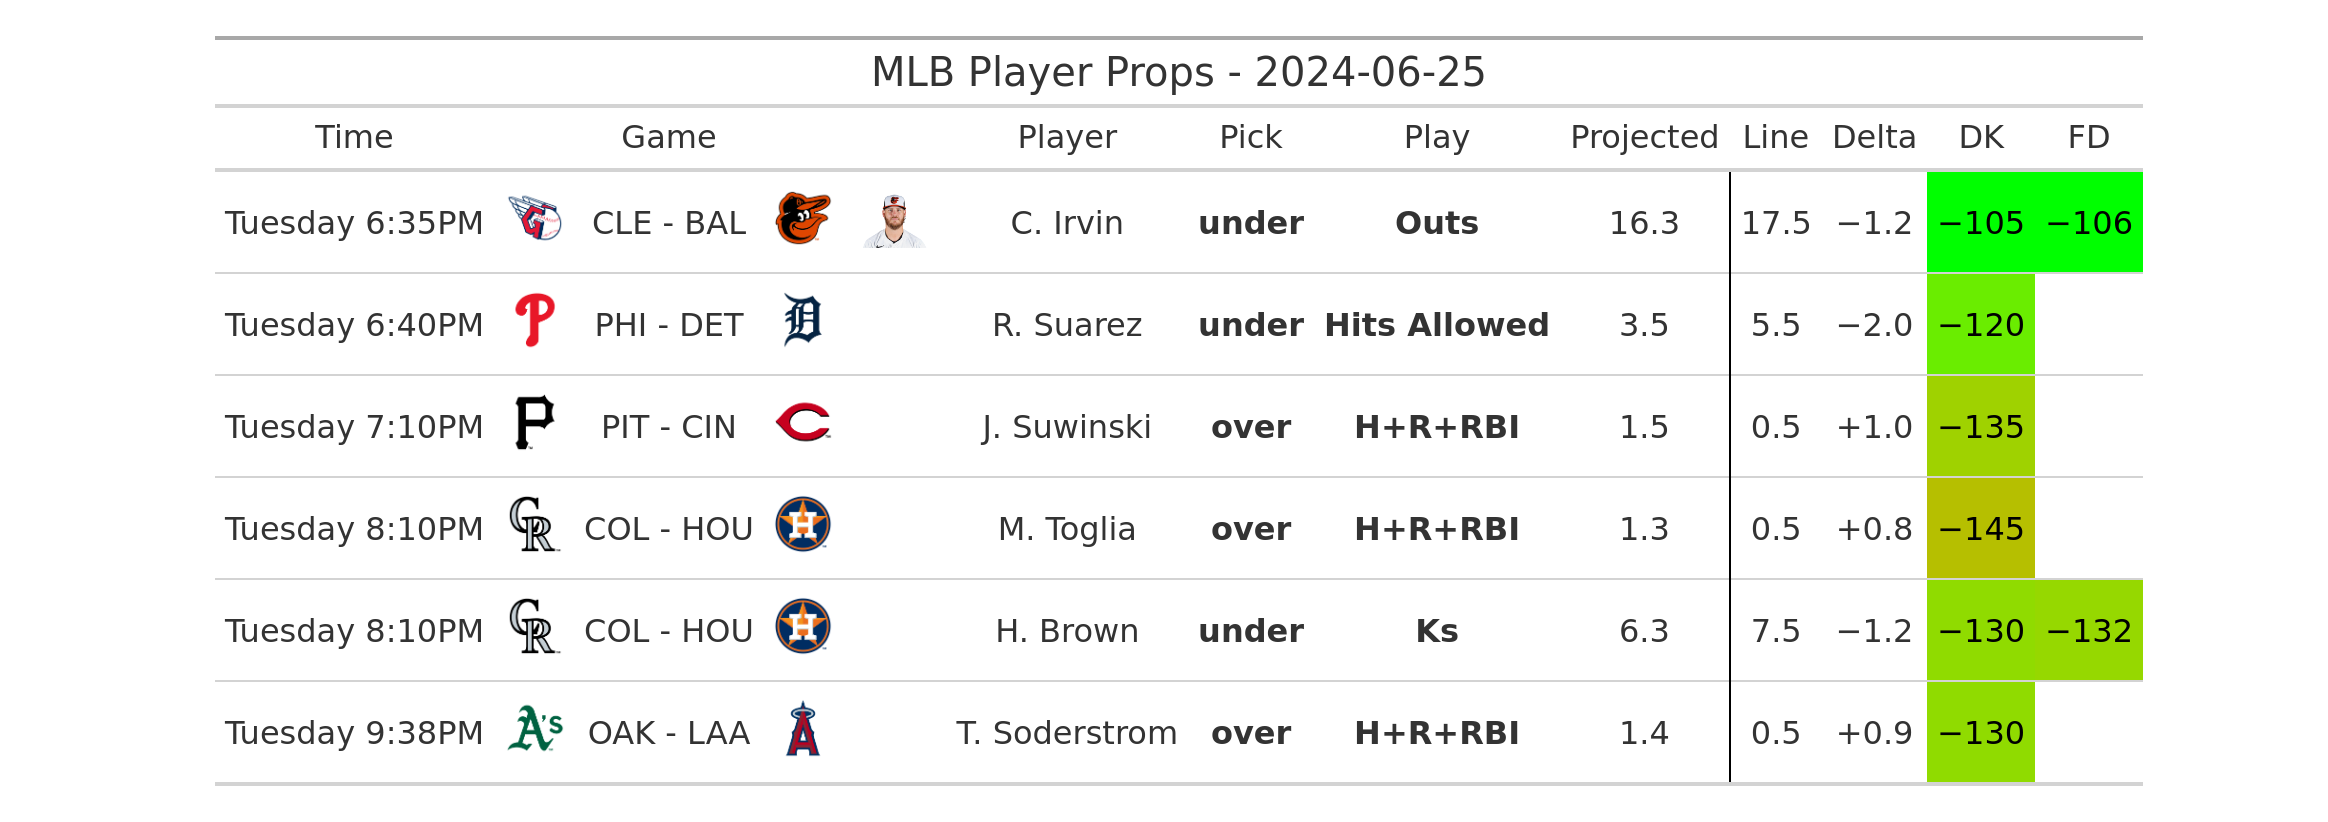 MLB Player Props - 2024-06-25
Time Game Player Pick Play Projected Line Delta DK FD
Tuesday 6:35PM CLE - BAL C. Irvin under Outs 16.3 17.5 −1.2 −105 −106
Tuesday 6:40PM PHI - DET R. Suarez under Hits Allowed 3.5 5.5 −2.0 −120
Tuesday 7:10PM PIT - CIN J. Suwinski over H+R+RBI 1.5 0.5 +1.0 −135
Tuesday 8:10PM COL - HOU M. Toglia over H+R+RBI 1.3 0.5 +0.8 −145
Tuesday 8:10PM COL - HOU H. Brown under Ks 6.3 7.5 −1.2 −130 −132
Tuesday 9:38PM OAK - LAA T. Soderstrom over H+R+RBI 1.4 0.5 +0.9 −130